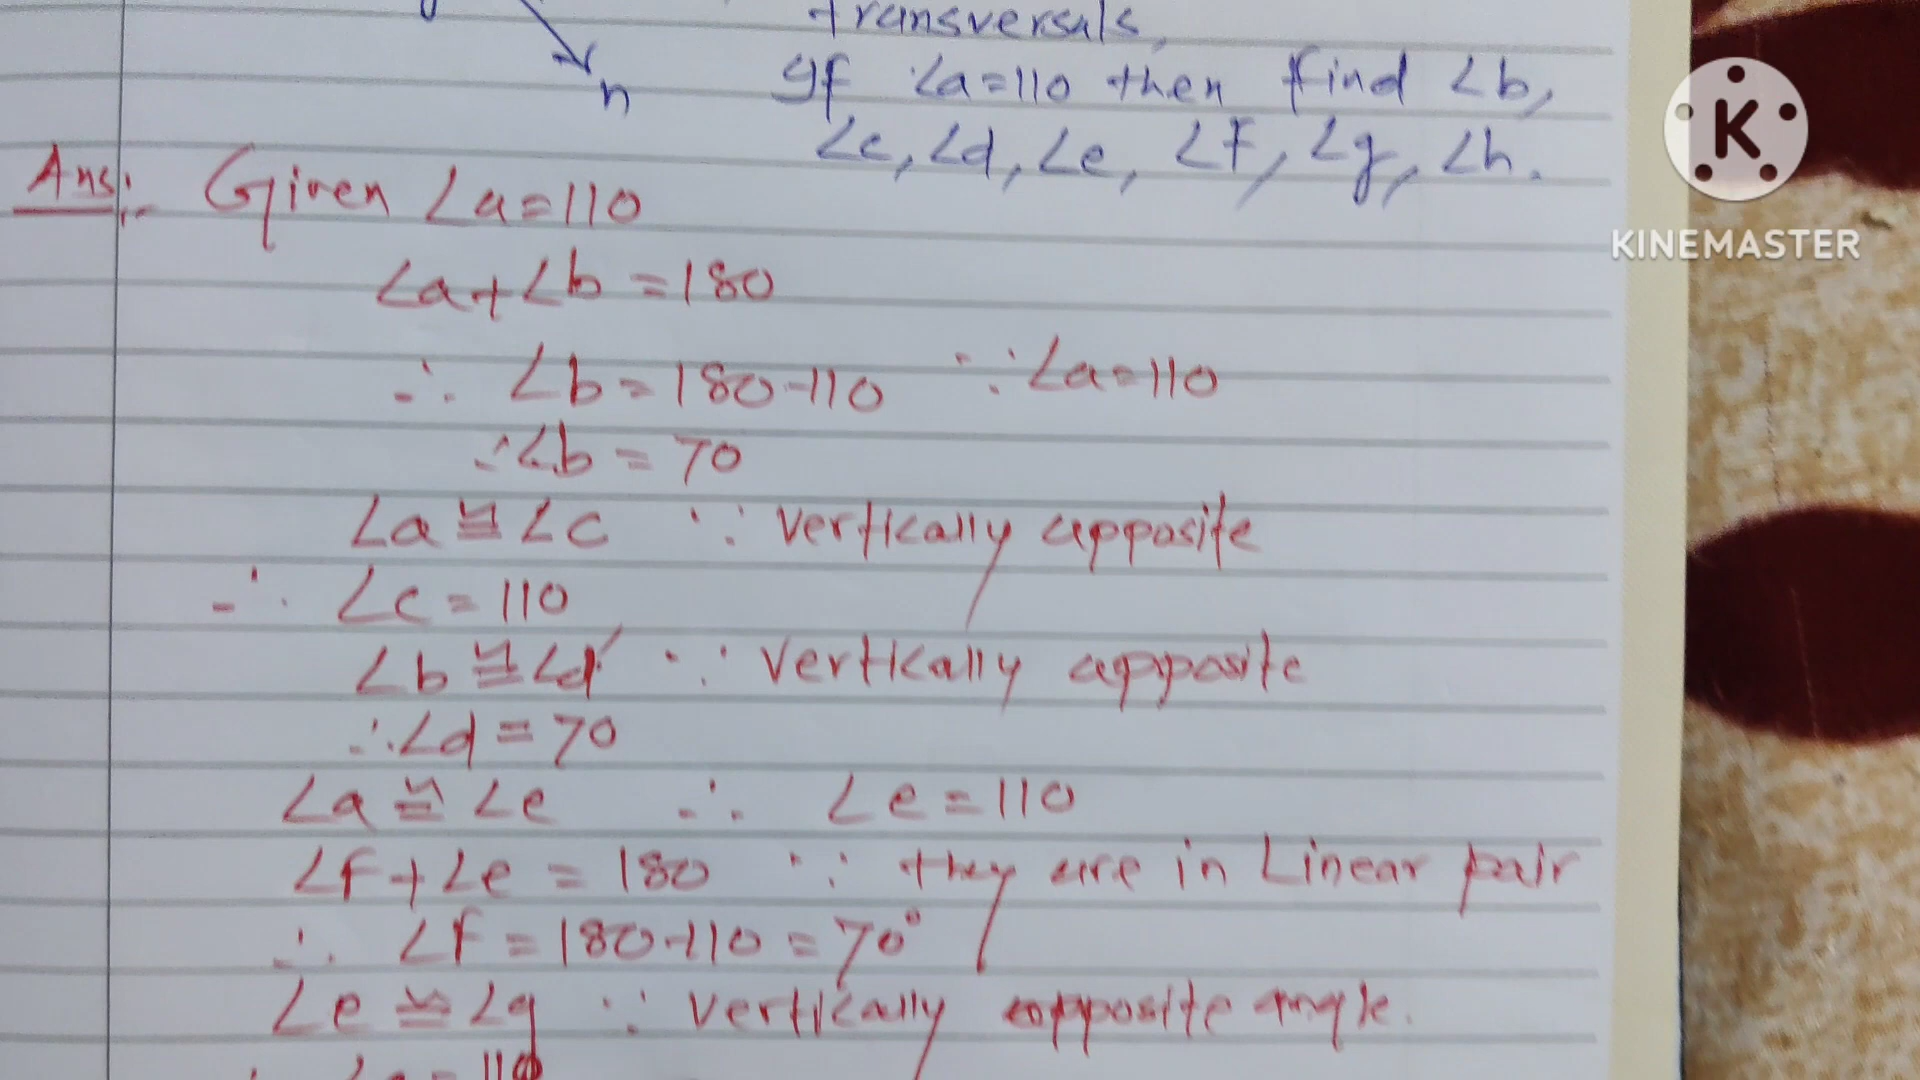 transversals,
n
If ∠a=110 then find ∠b,
∠c, ∠d, ∠e, ∠f, ∠g, ∠h.
K
KINEMASTER
Ans:- Given ∠a=110
∠a+∠b=180
∴ ∠b=180-110 ∵ ∠a=110
∴ ∠b = 70
∠a ≅ ∠c ∵ vertically opposite
∴ ∠c = 110
∠b ≅ ∠d ∵ vertically opposite
∴ ∠d = 70
∠a ≅ ∠e ∴ ∠e = 110
∠f+∠e = 180 ∵ they are in Linear pair
∴ ∠f = 180-110 = 70°
∠e ≅ ∠g ∵ vertically opposite angle.